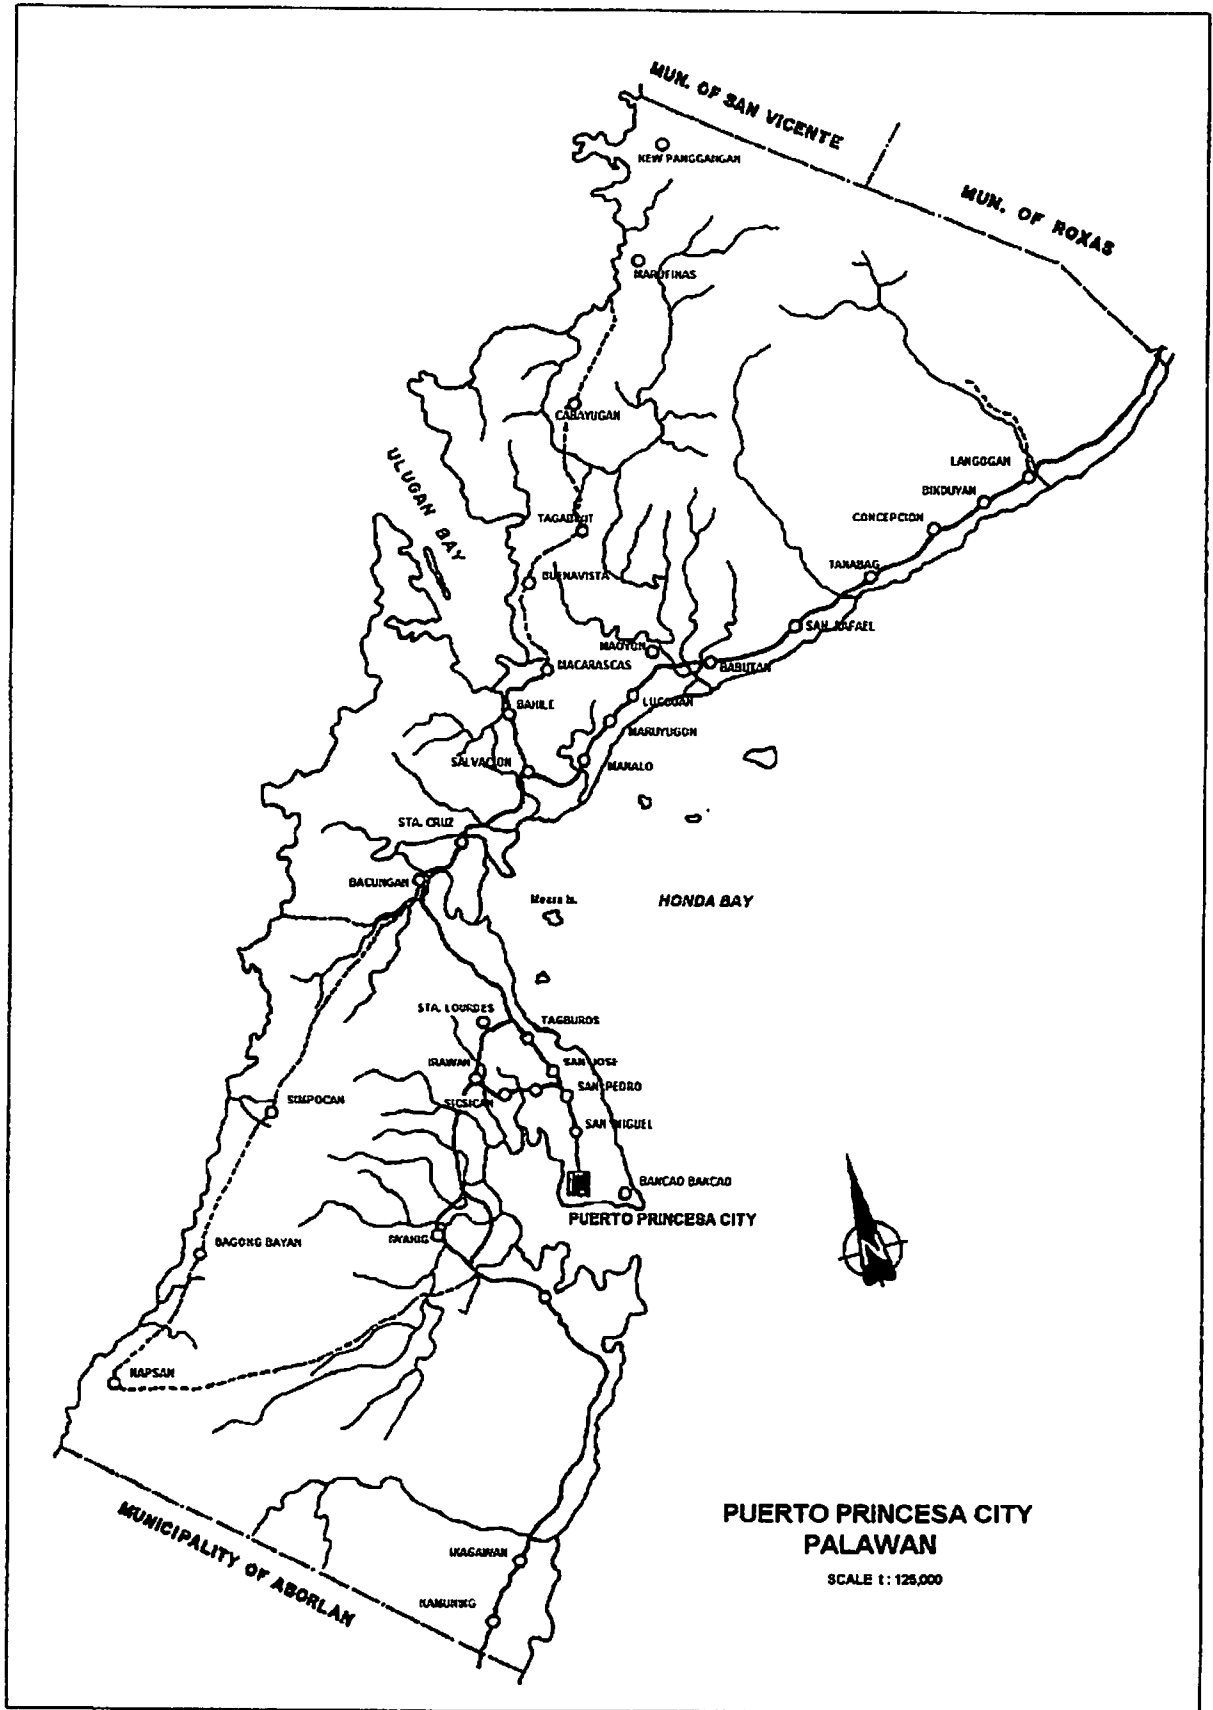 MUN. OF SAN VICENTE
NEW PANGGANGAN
MUN. OF ROXAS
MARUFINAS
CABAYUGAN
ULUGAN BAY
LANGOGAN
BINDUYAN
CONCEPCION
TAGABINIT
TANABAG
BUENAVISTA
SAN RAFAEL
MAOYON
MACARASCAS
BABUYAN
LUCBUAN
BAHILE
MARUYUGON
SALVACION
MANALO
STA. CRUZ
BACUNGAN
HONDA BAY
STA. LOURDES
TAGBUROS
IRAWAN
SAN JOSE
SICSICAN
SAN PEDRO
SIMPOCAN
SAN MIGUEL
BANCAO BANCAO
PUERTO PRINCESA CITY
BAGONG BAYAN
IWAHIG
N
NAPSAN
MUNICIPALITY OF ABORLAN
PUERTO PRINCESA CITY
PALAWAN
SCALE 1 : 125,000
KAMUNING